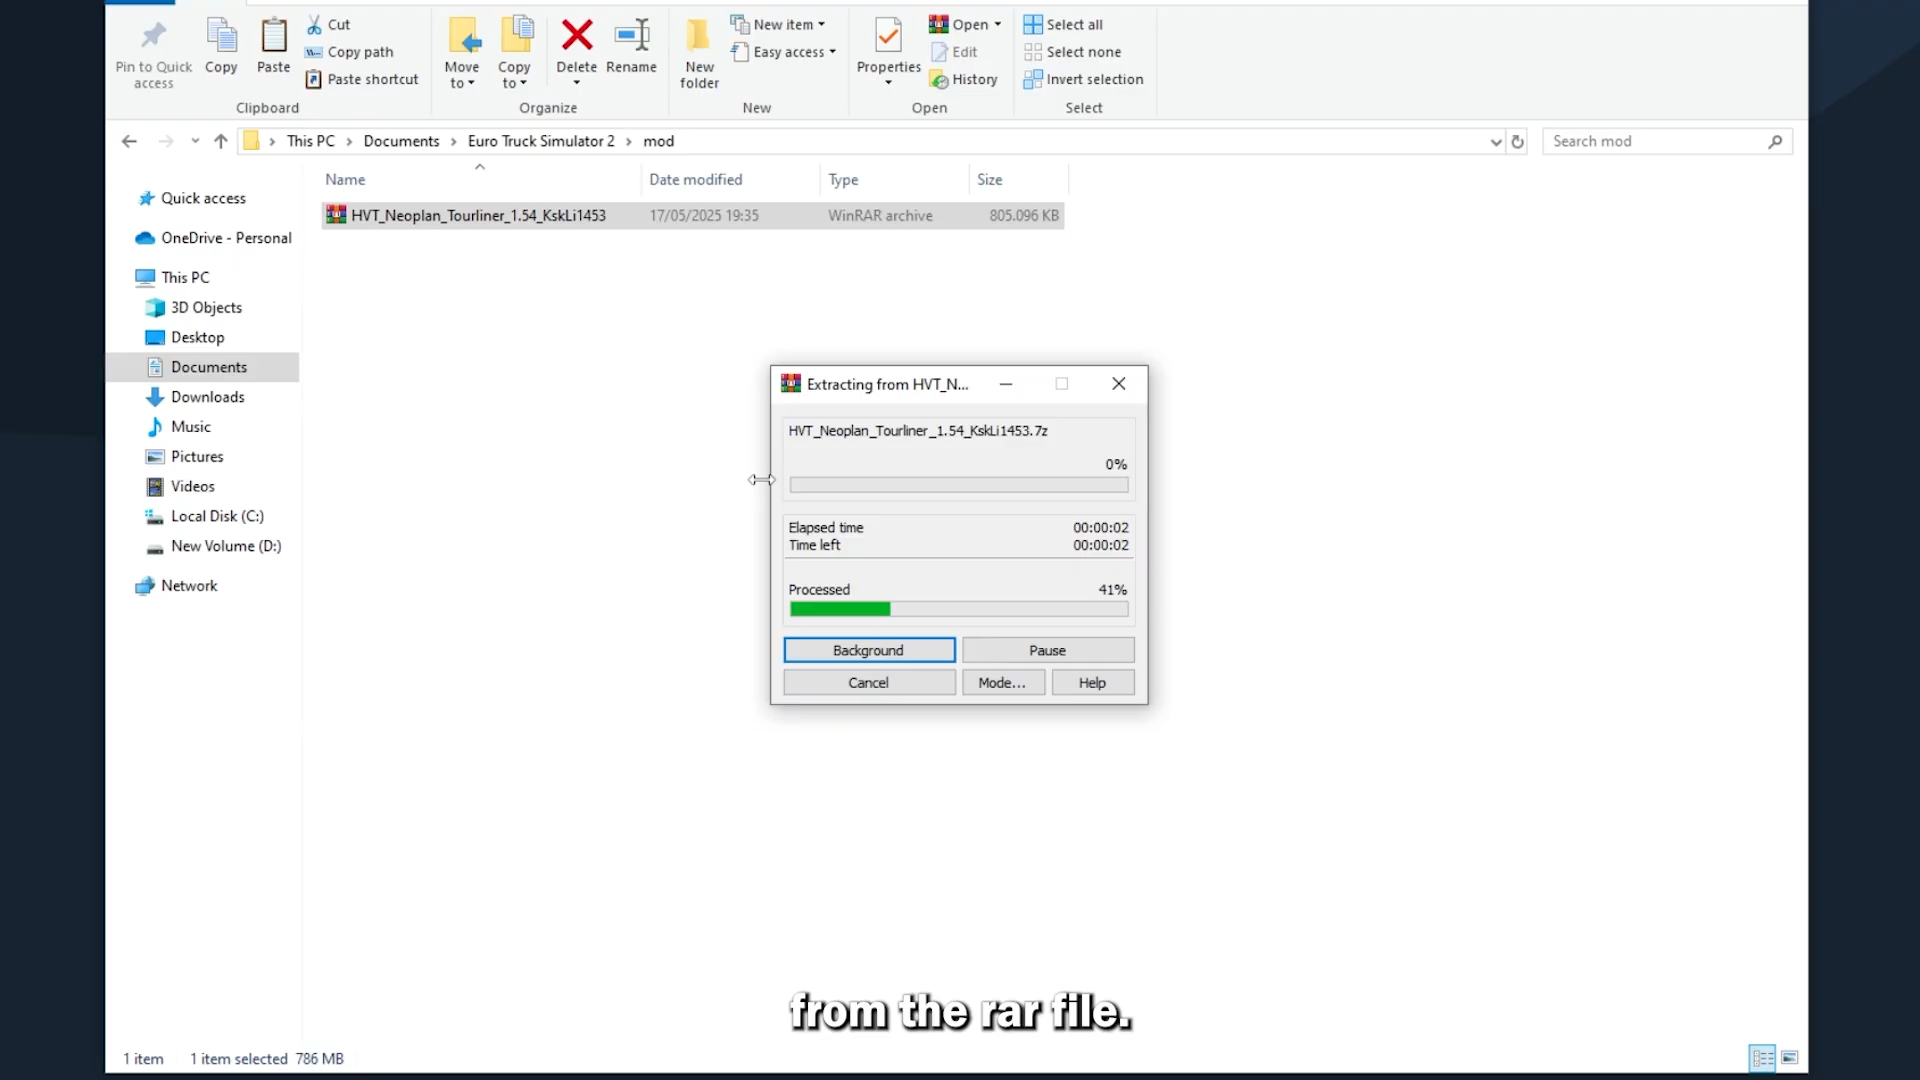 Pin to Quick access
Copy
Paste
Cut
Copy path
Paste shortcut
Clipboard
Move to
Copy to
Delete
Rename
Organize
New folder
New item
Easy access
New
Properties
Open
Edit
History
Open
Select all
Select none
Invert selection
Select
This PC > Documents > Euro Truck Simulator 2 > mod
Search mod
Name Date modified Type Size
HVT_Neoplan_Tourliner_1.54_KskLi1453 17/05/2025 19:35 WinRAR archive 805.096 KB
Quick access
OneDrive - Personal
This PC
3D Objects
Desktop
Documents
Downloads
Music
Pictures
Videos
Local Disk (C:)
New Volume (D:)
Network
Extracting from HVT_N...
HVT_Neoplan_Tourliner_1.54_KskLi1453.7z
0%
Elapsed time 00:00:02
Time left 00:00:02
Processed 41%
Background Pause
Cancel Mode... Help
from the rar file.
1 item 1 item selected 786 MB